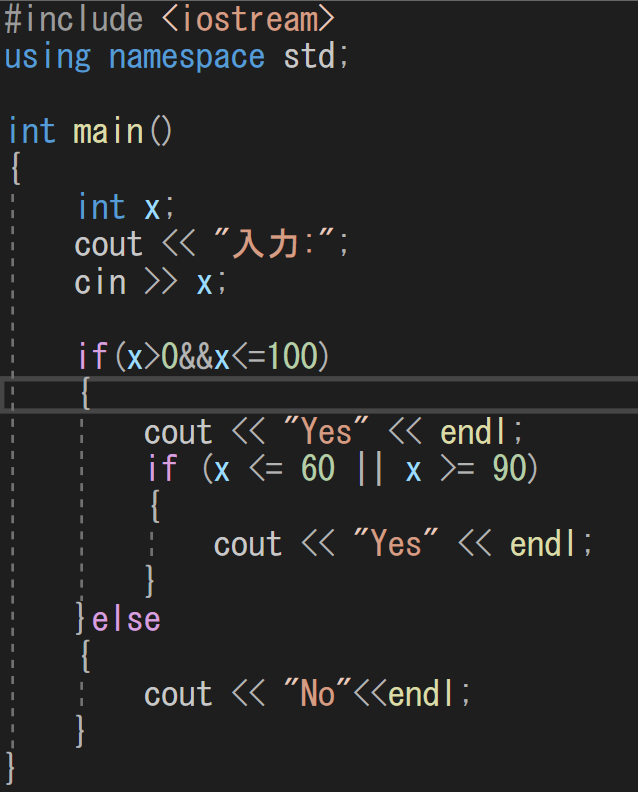 #include <iostream>
using namespace std;

int main()
{
    int x;
    cout << "入力:";
    cin >> x;

    if(x>0&&x<=100)
    {
        cout << "Yes" << endl;
        if (x <= 60 || x >= 90)
        {
            cout << "Yes" << endl;
        }
    }else
    {
        cout << "No"<<endl;
    }
}